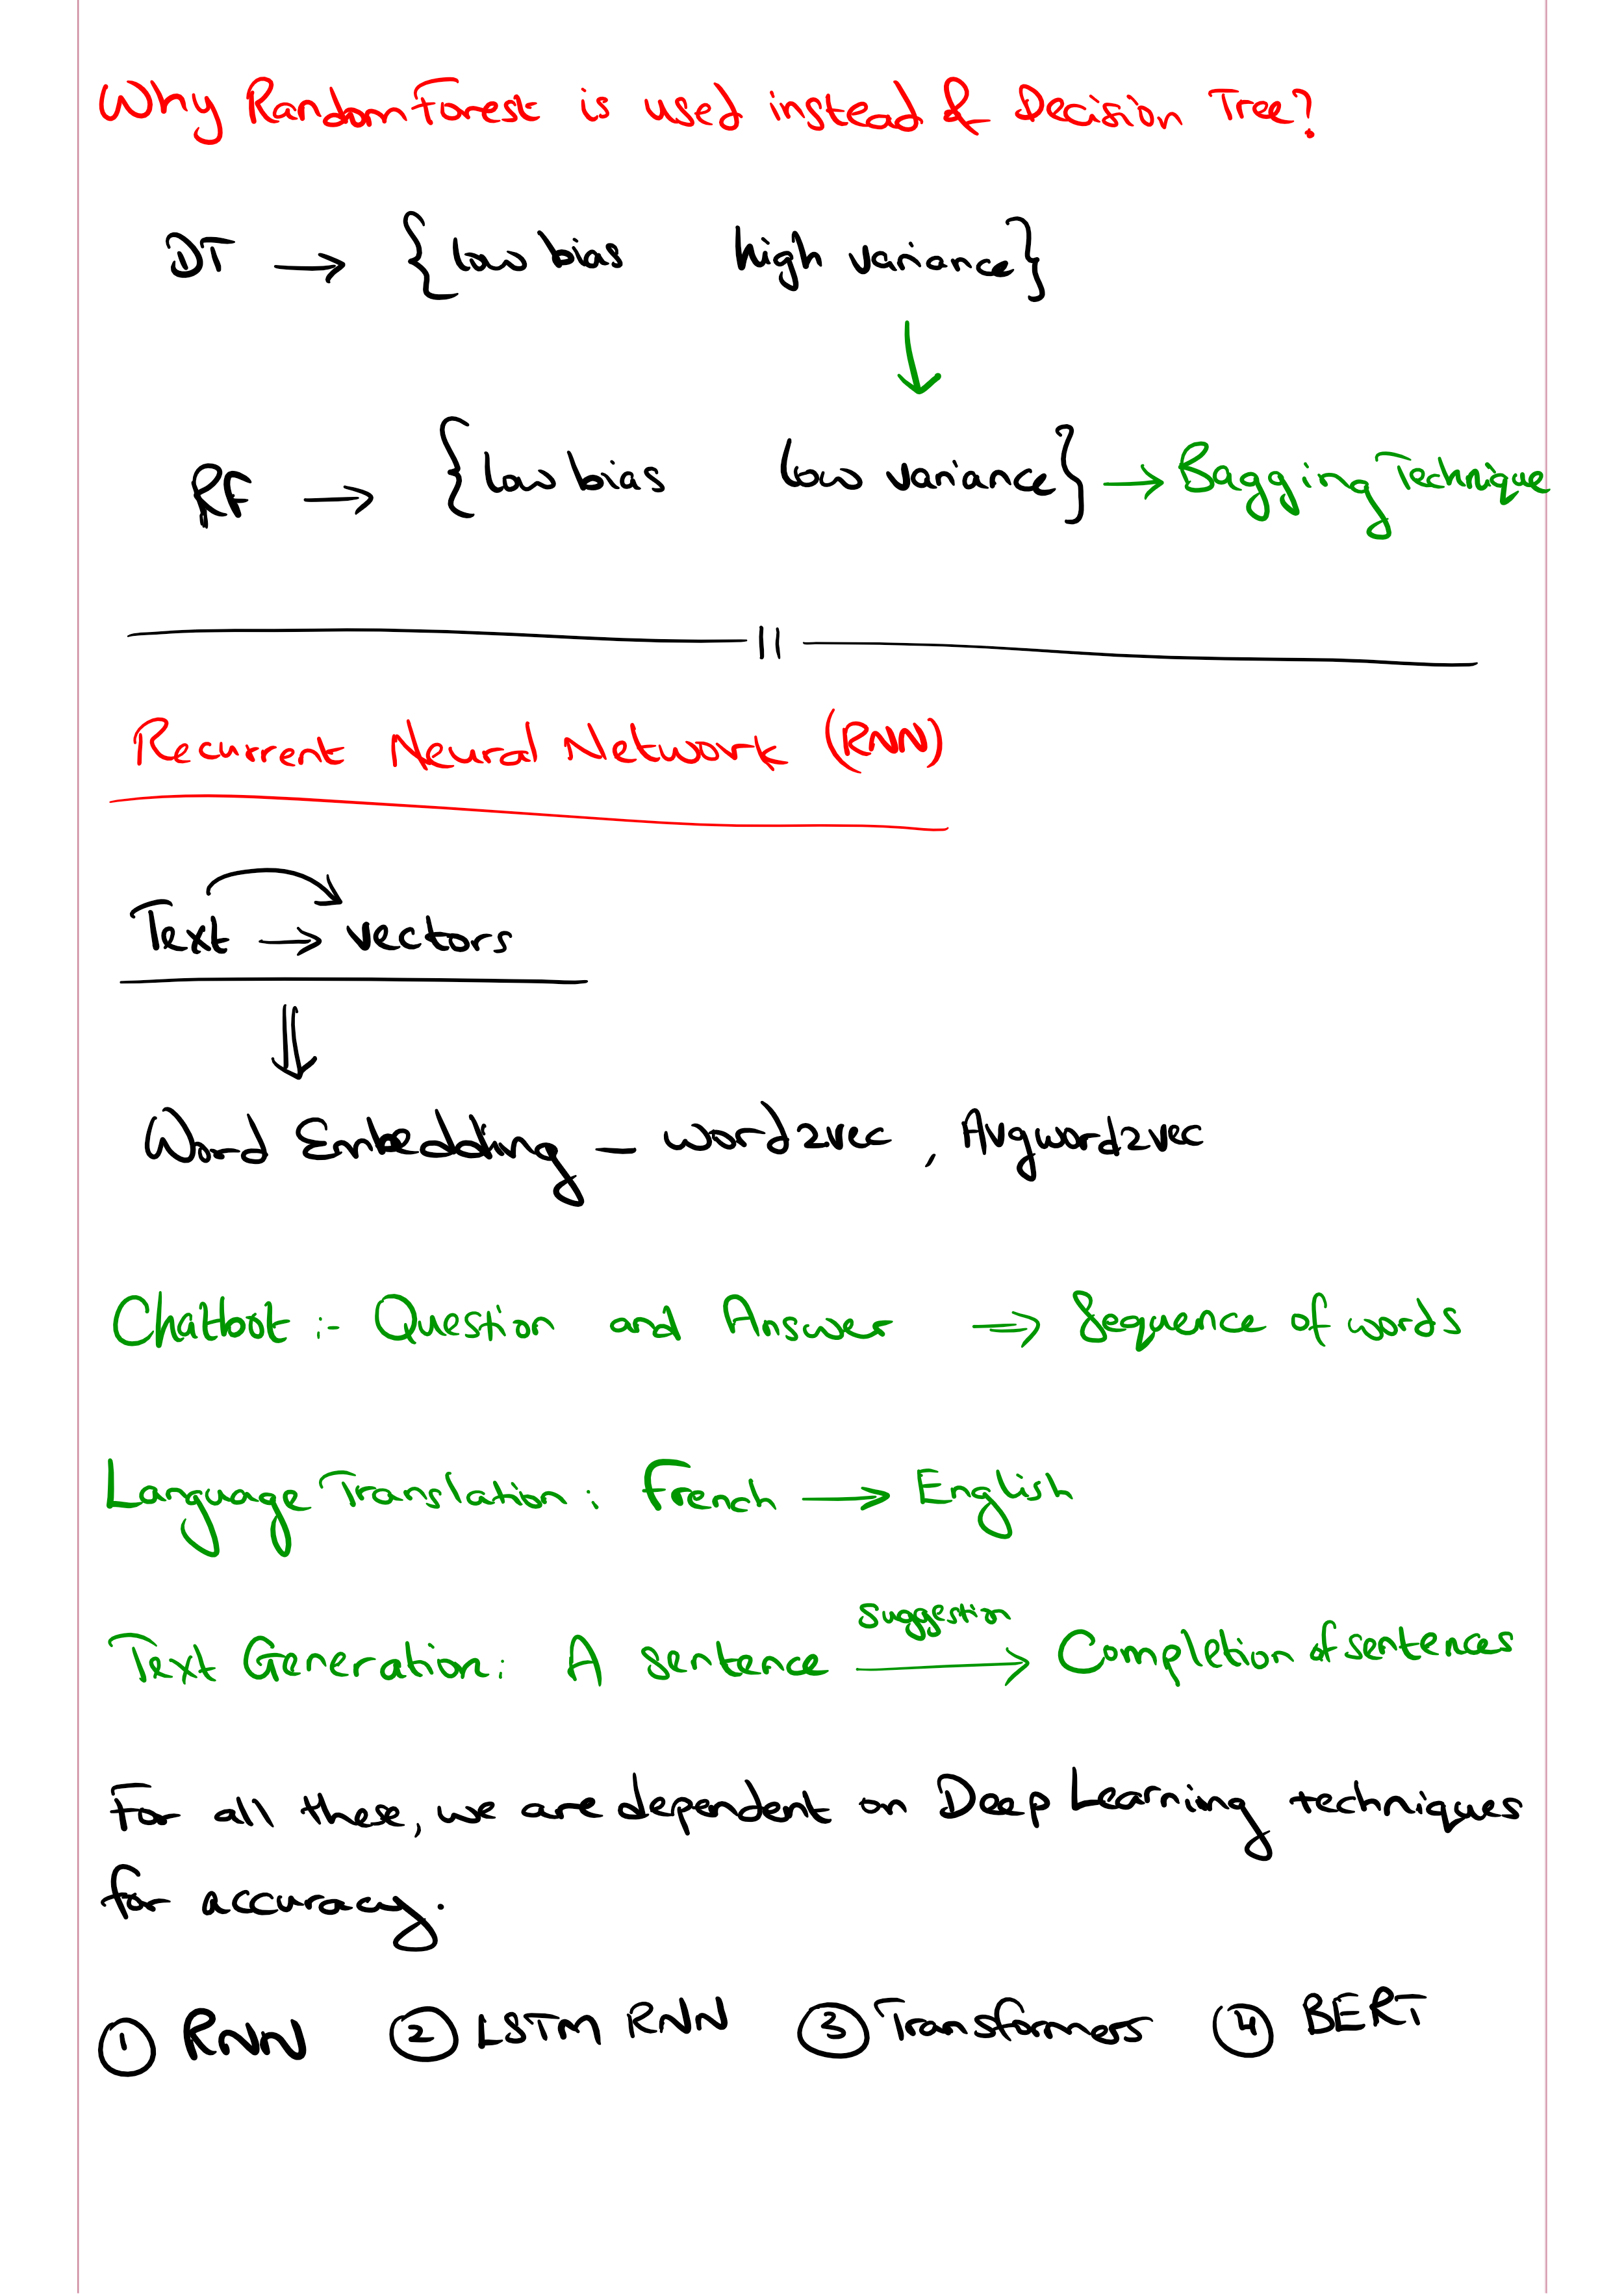 Why Random Forest is used instead of Decision Tree?
DT → {low bias high variance}
↓
RF → {low bias low variance} → Bagging Technique
Recurrent Neural Network (RNN)
Text → vectors
⇓
Word Embedding – word2vec, Avgword2vec
Chatbot :- Question and Answer → Sequence of words
Language Translation : French → English
suggestion
Text Generation : A sentence → Completion of sentences
For all these, we are dependent on Deep Learning techniques
for accuracy.
① RNN ② LSTM RNN ③ Transformers ④ BERT